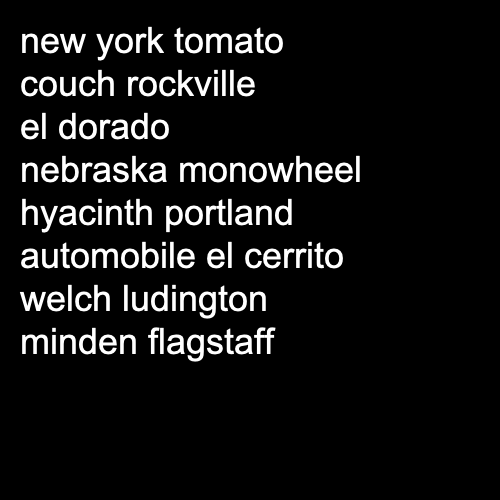 new york tomato
couch rockville
el dorado
nebraska monowheel
hyacinth portland
automobile el cerrito
welch ludington
minden flagstaff